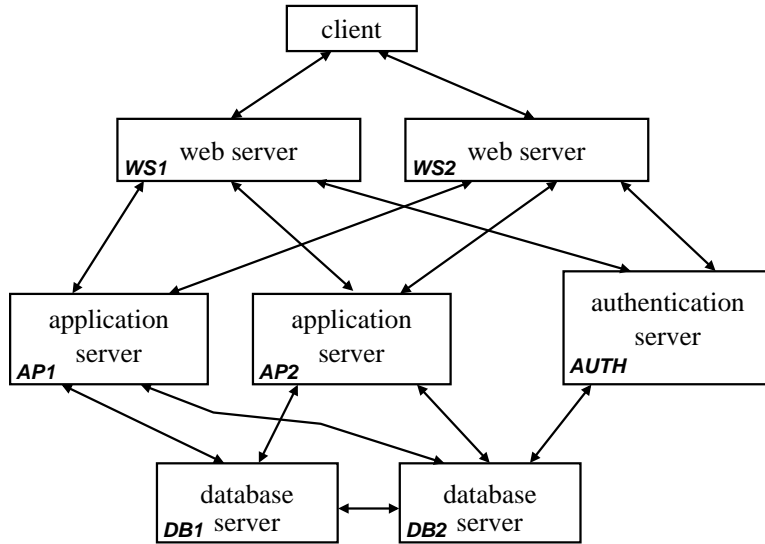 client
web server
WS1
web server
WS2
application
server
AP1
application
server
AP2
authentication
server
AUTH
database
server
DB1
database
server
DB2